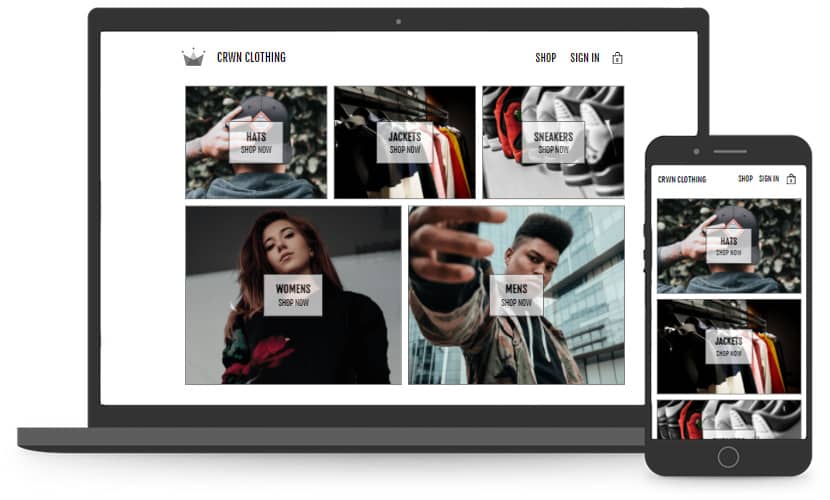 CRWN CLOTHING
SHOP SIGN IN
0
HATS
SHOP NOW
JACKETS
SHOP NOW
SNEAKERS
SHOP NOW
WOMENS
SHOP NOW
MENS
SHOP NOW
CRWN CLOTHING
SHOP SIGN IN
HATS
SHOP NOW
JACKETS
SHOP NOW